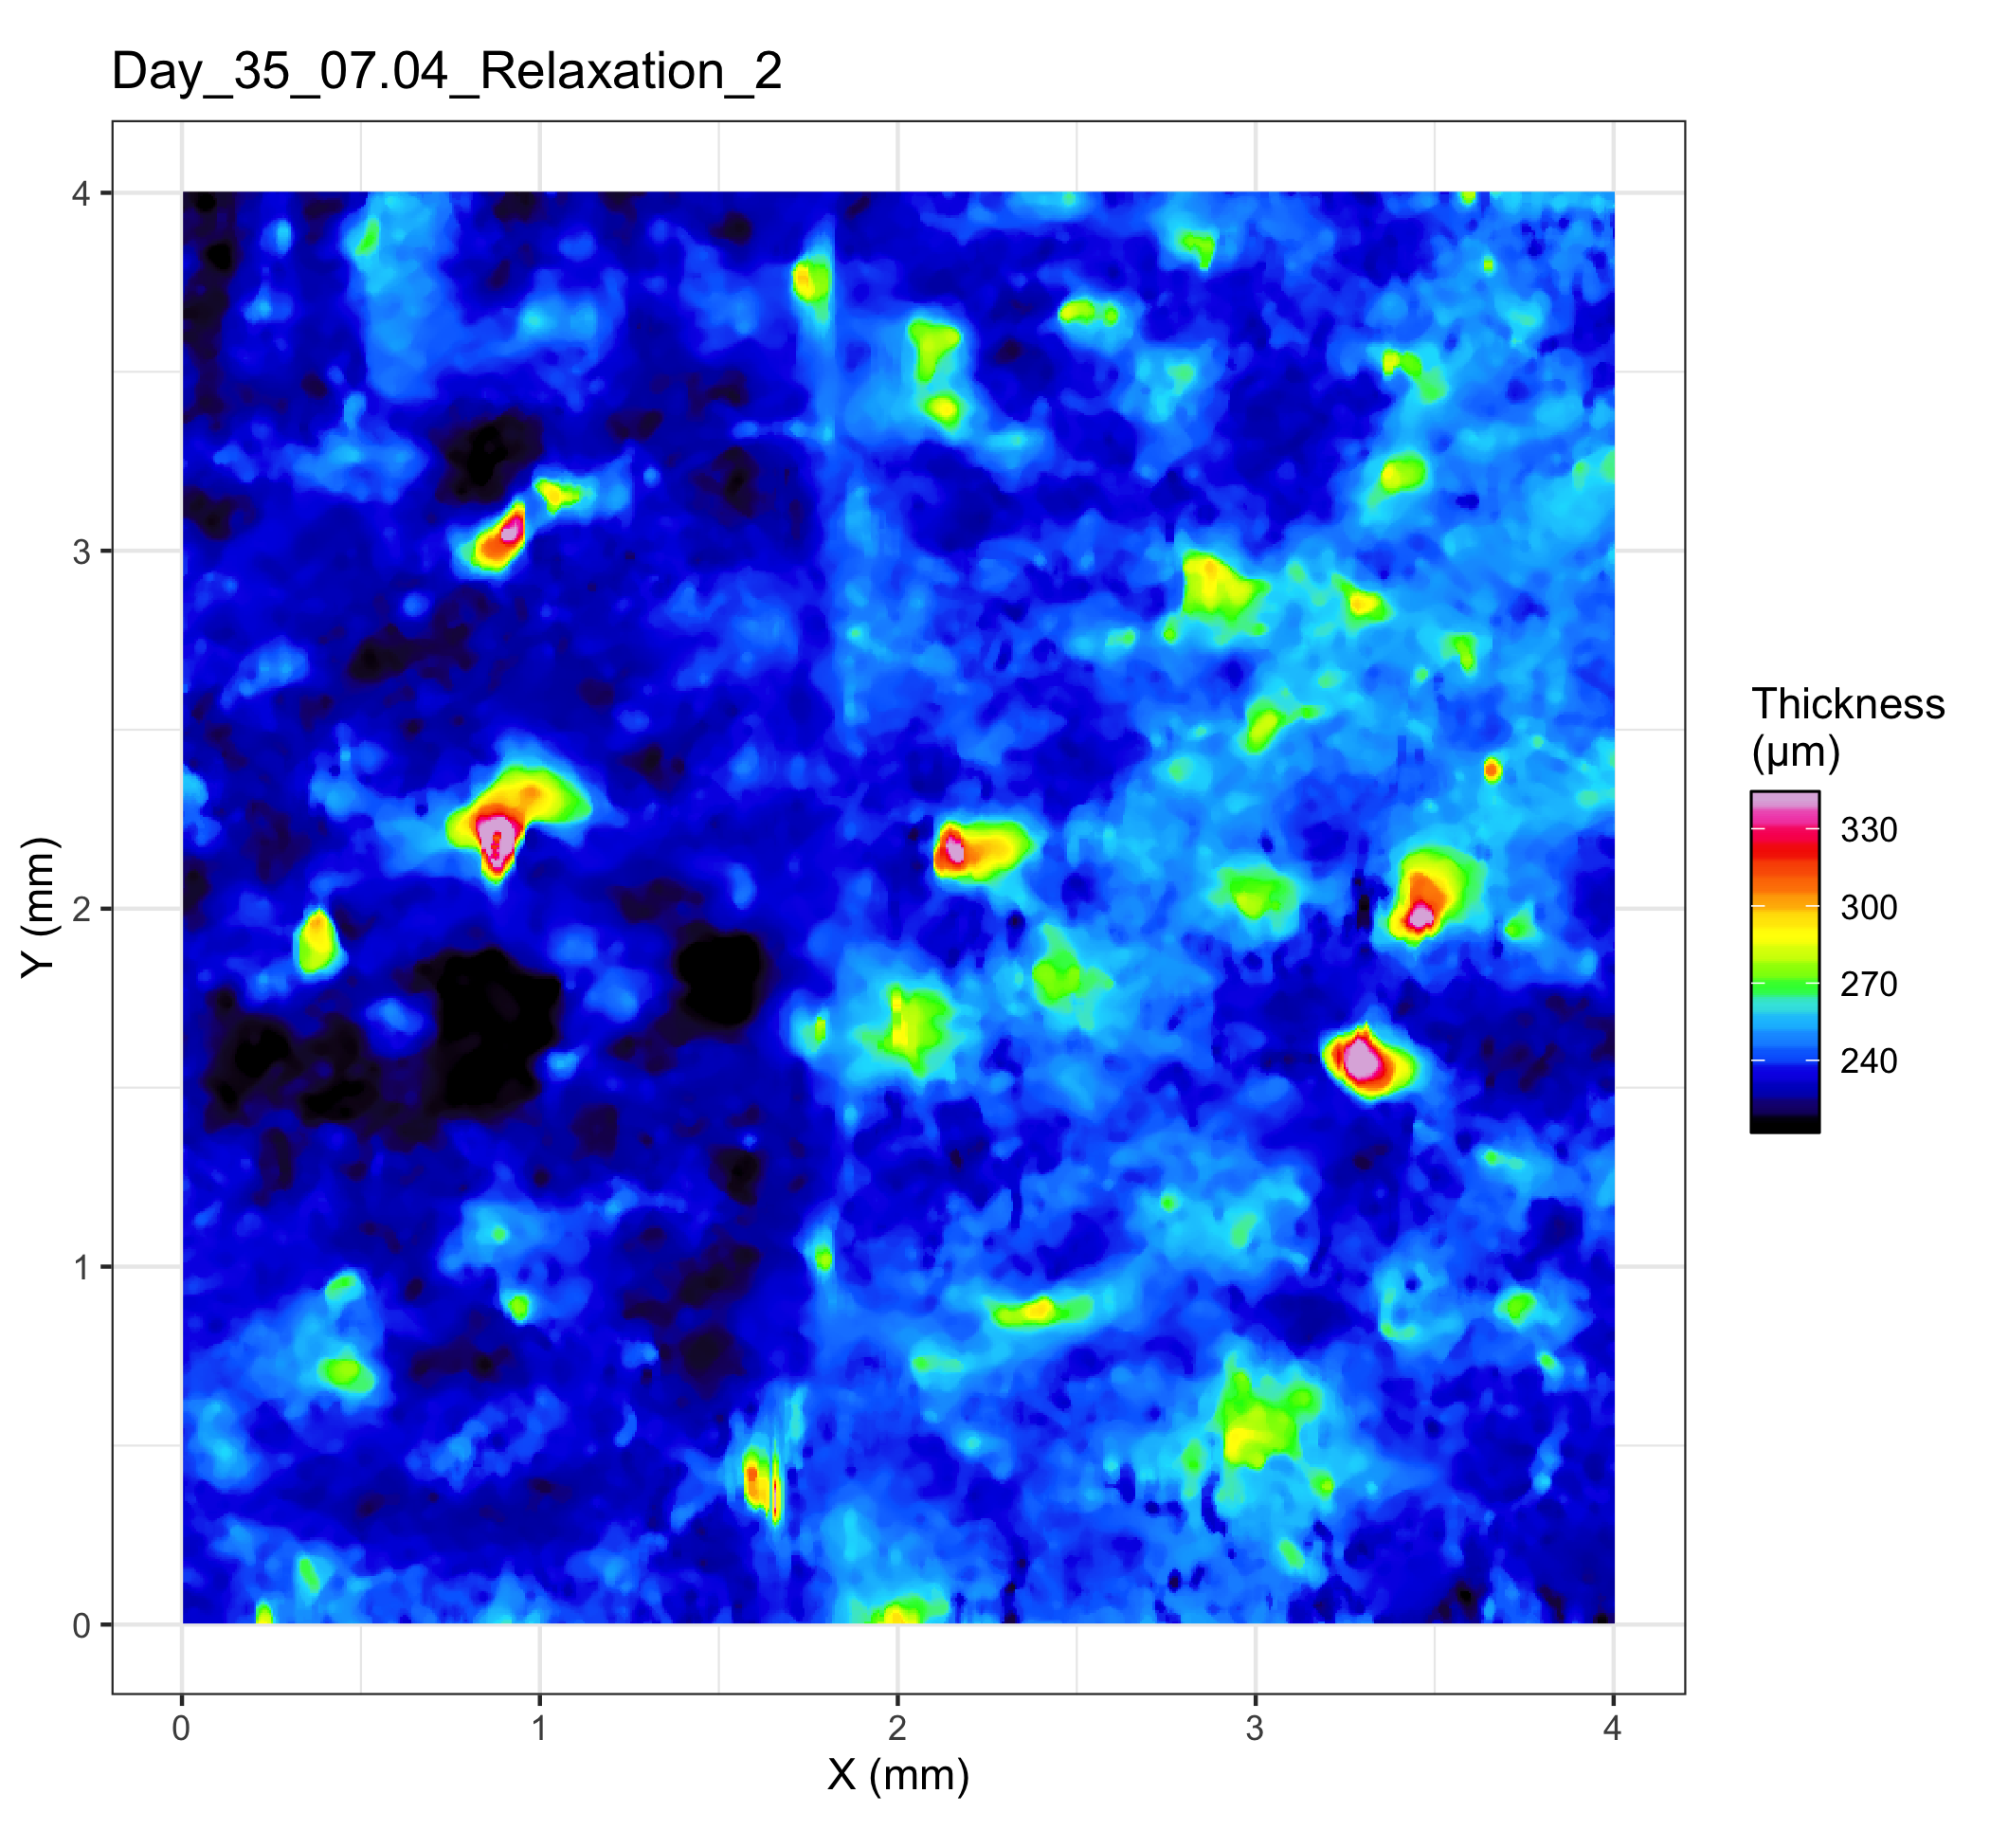 Day_35_07.04_Relaxation_2
4
3
2
1
0
Y (mm)
0 1 2 3 4
X (mm)
Thickness
(μm)
330
300
270
240